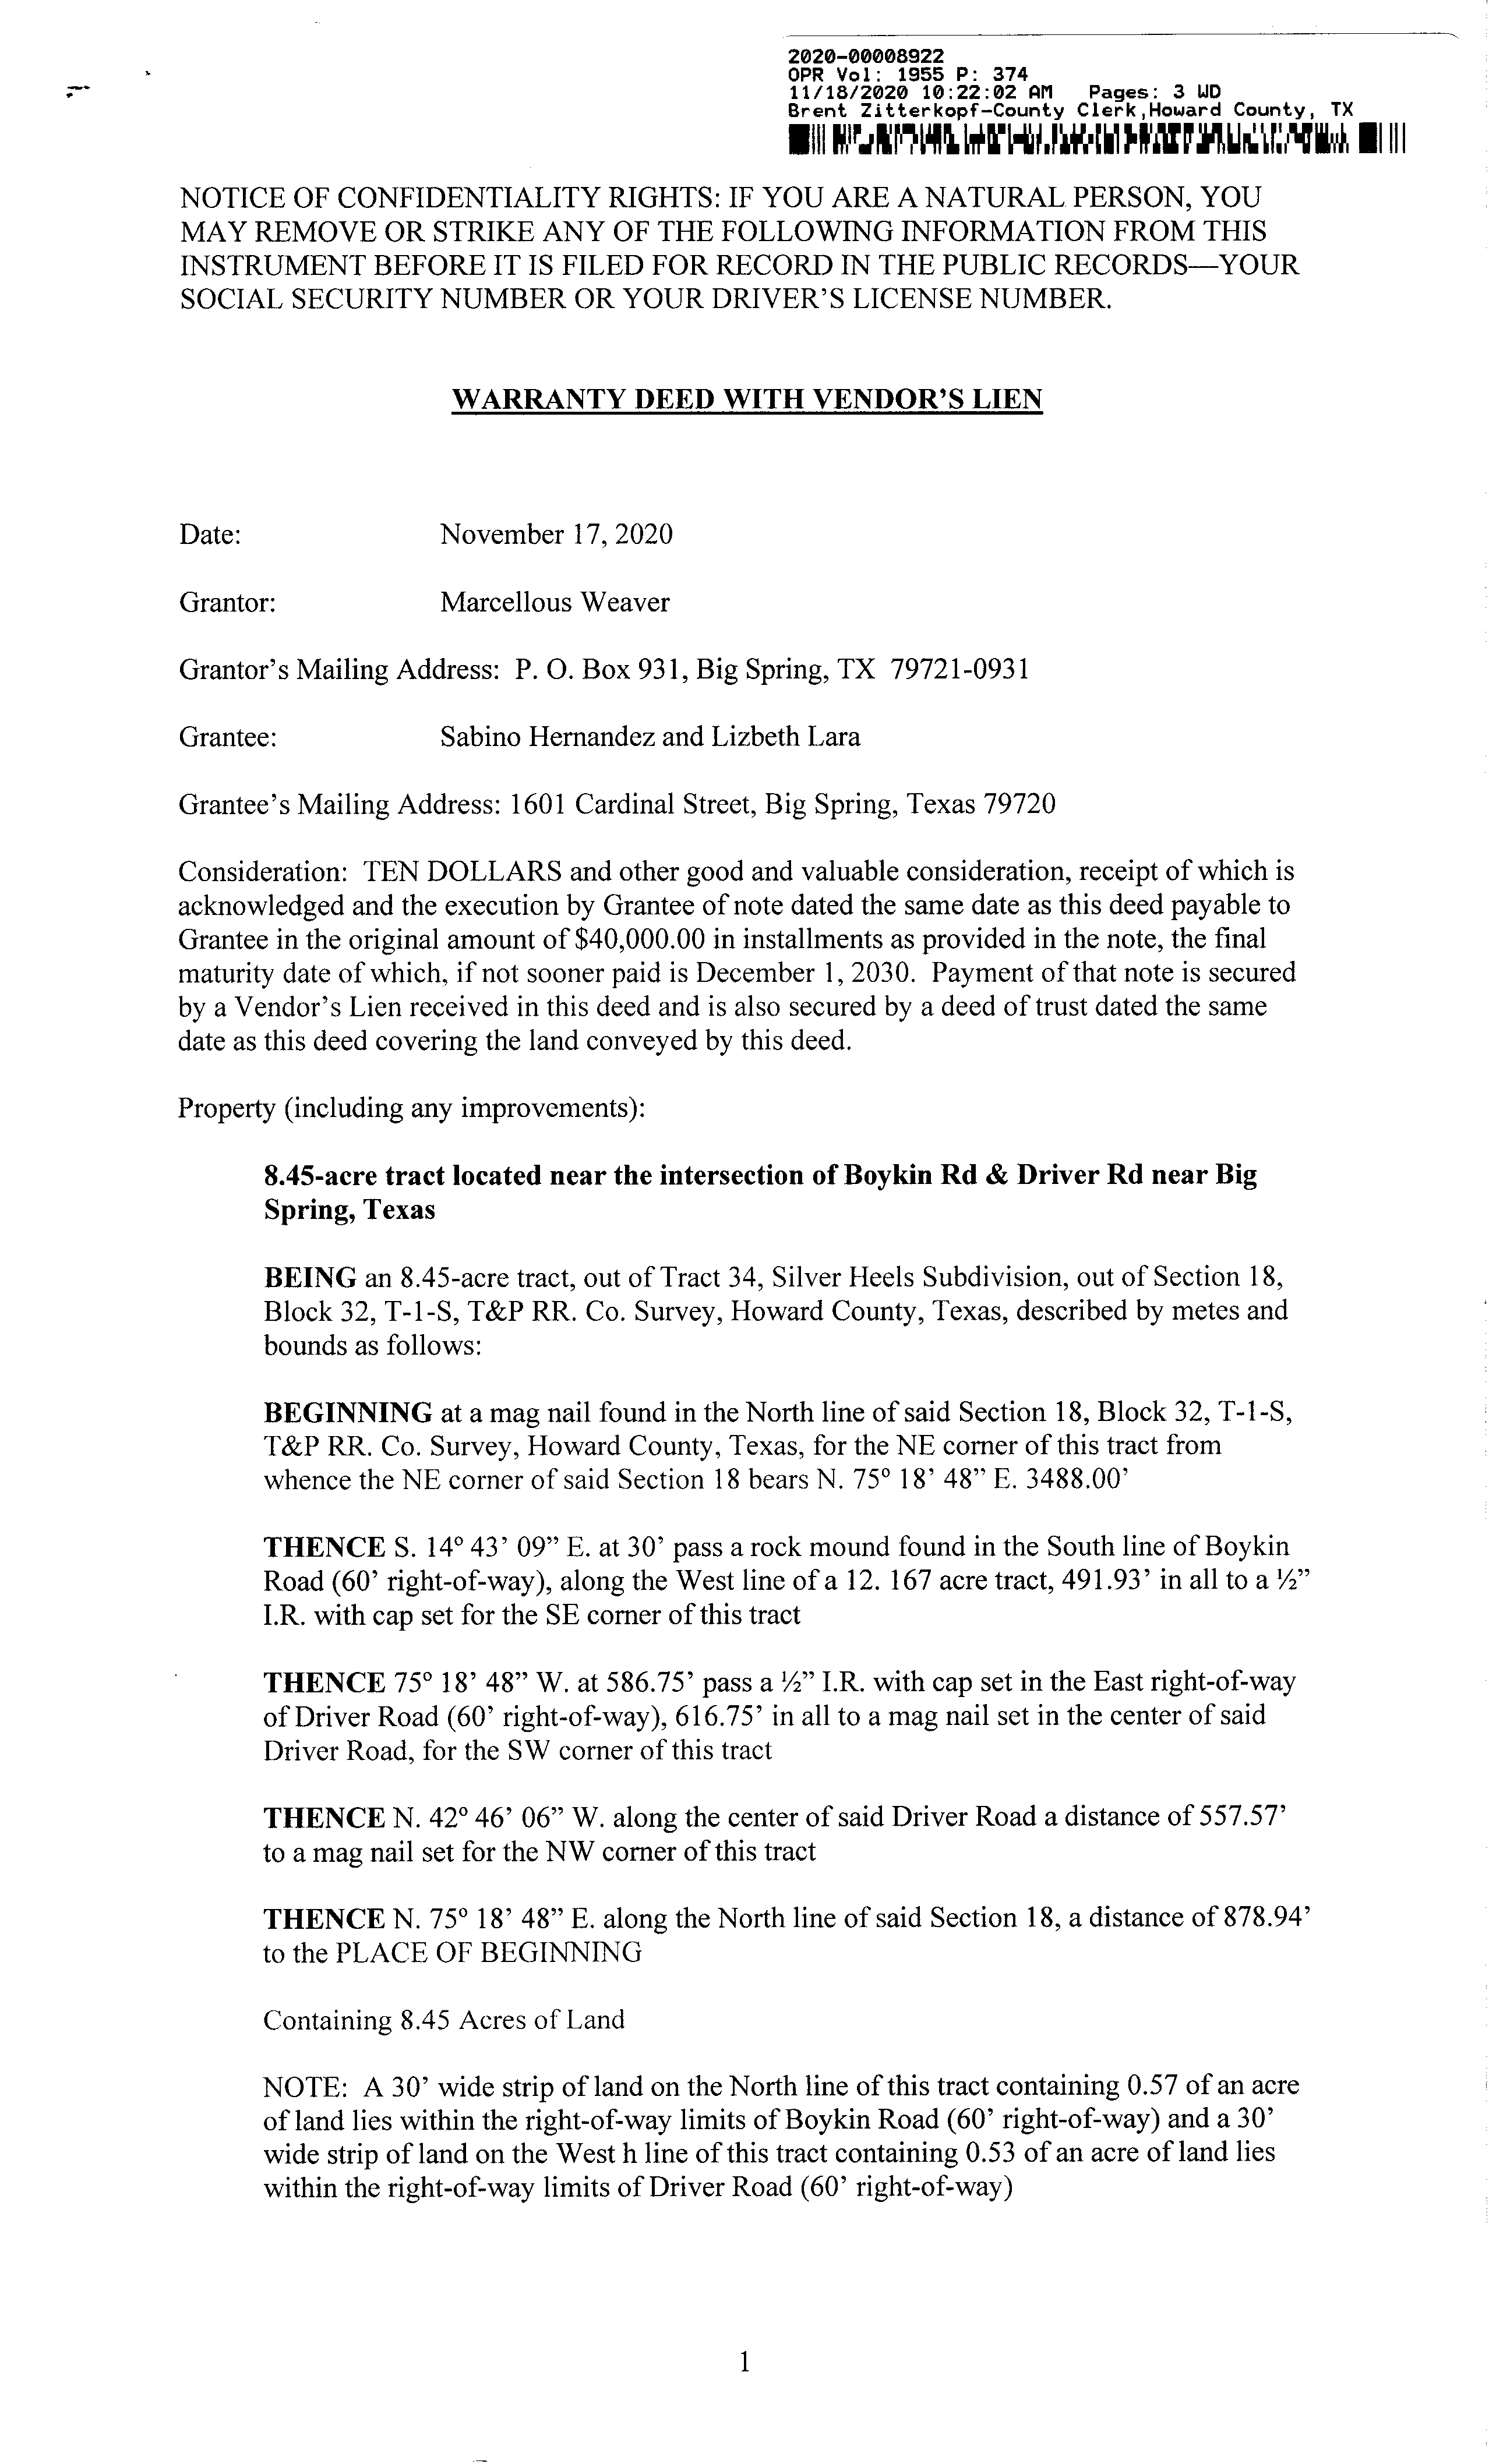 2020-00008922
OPR Vol: 1955 P: 374
11/18/2020 10:22:02 AM Pages: 3 WD
Brent Zitterkopf-County Clerk,Howard County, TX
NOTICE OF CONFIDENTIALITY RIGHTS: IF YOU ARE A NATURAL PERSON, YOU
MAY REMOVE OR STRIKE ANY OF THE FOLLOWING INFORMATION FROM THIS
INSTRUMENT BEFORE IT IS FILED FOR RECORD IN THE PUBLIC RECORDS—YOUR
SOCIAL SECURITY NUMBER OR YOUR DRIVER'S LICENSE NUMBER.
WARRANTY DEED WITH VENDOR'S LIEN
Date: November 17, 2020
Grantor: Marcellous Weaver
Grantor's Mailing Address: P. O. Box 931, Big Spring, TX 79721-0931
Grantee: Sabino Hernandez and Lizbeth Lara
Grantee's Mailing Address: 1601 Cardinal Street, Big Spring, Texas 79720
Consideration: TEN DOLLARS and other good and valuable consideration, receipt of which is
acknowledged and the execution by Grantee of note dated the same date as this deed payable to
Grantee in the original amount of $40,000.00 in installments as provided in the note, the final
maturity date of which, if not sooner paid is December 1, 2030. Payment of that note is secured
by a Vendor's Lien received in this deed and is also secured by a deed of trust dated the same
date as this deed covering the land conveyed by this deed.
Property (including any improvements):
8.45-acre tract located near the intersection of Boykin Rd & Driver Rd near Big
Spring, Texas
BEING an 8.45-acre tract, out of Tract 34, Silver Heels Subdivision, out of Section 18,
Block 32, T-1-S, T&P RR. Co. Survey, Howard County, Texas, described by metes and
bounds as follows:
BEGINNING at a mag nail found in the North line of said Section 18, Block 32, T-1-S,
T&P RR. Co. Survey, Howard County, Texas, for the NE corner of this tract from
whence the NE corner of said Section 18 bears N. 75º 18' 48" E. 3488.00'
THENCE S. 14º 43' 09" E. at 30' pass a rock mound found in the South line of Boykin
Road (60' right-of-way), along the West line of a 12. 167 acre tract, 491.93' in all to a ½"
I.R. with cap set for the SE corner of this tract
THENCE 75º 18' 48" W. at 586.75' pass a ½" I.R. with cap set in the East right-of-way
of Driver Road (60' right-of-way), 616.75' in all to a mag nail set in the center of said
Driver Road, for the SW corner of this tract
THENCE N. 42º 46' 06" W. along the center of said Driver Road a distance of 557.57'
to a mag nail set for the NW corner of this tract
THENCE N. 75º 18' 48" E. along the North line of said Section 18, a distance of 878.94'
to the PLACE OF BEGINNING
Containing 8.45 Acres of Land
NOTE: A 30' wide strip of land on the North line of this tract containing 0.57 of an acre
of land lies within the right-of-way limits of Boykin Road (60' right-of-way) and a 30'
wide strip of land on the West h line of this tract containing 0.53 of an acre of land lies
within the right-of-way limits of Driver Road (60' right-of-way)
1